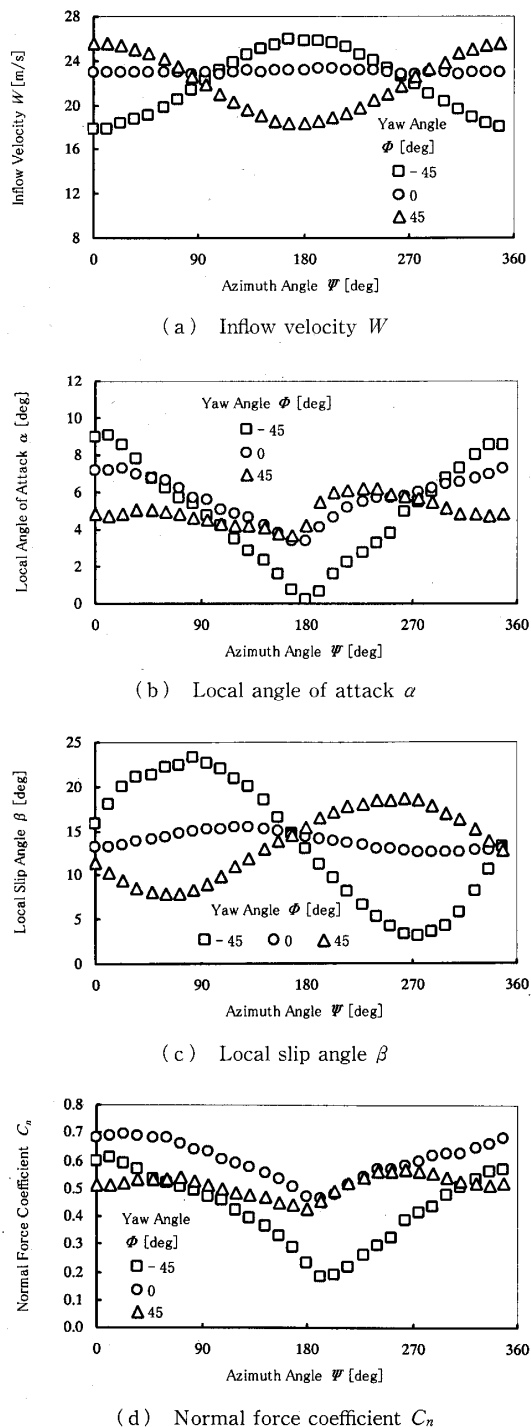 28
24
20
16
12
8
Inflow Velocity W [m/s]
Yaw Angle
Φ [deg]
- 45
0
45
0 90 180 270 360
Azimuth Angle Ψ [deg]
(a) Inflow velocity W
12
10
8
6
4
2
0
Local Angle of Attack α [deg]
Yaw Angle Φ [deg]
- 45
0
45
0 90 180 270 360
Azimuth Angle Ψ [deg]
(b) Local angle of attack α
25
20
15
10
5
0
Local Slip Angle β [deg]
Yaw Angle Φ [deg]
- 45 0 45
0 90 180 270 360
Azimuth Angle Ψ [deg]
(c) Local slip angle β
0.8
0.7
0.6
0.5
0.4
0.3
0.2
0.1
0.0
Normal Force Coefficient Cn
Yaw Angle
Φ [deg]
- 45
0
45
0 90 180 270 360
Azimuth Angle Ψ [deg]
(d) Normal force coefficient Cn